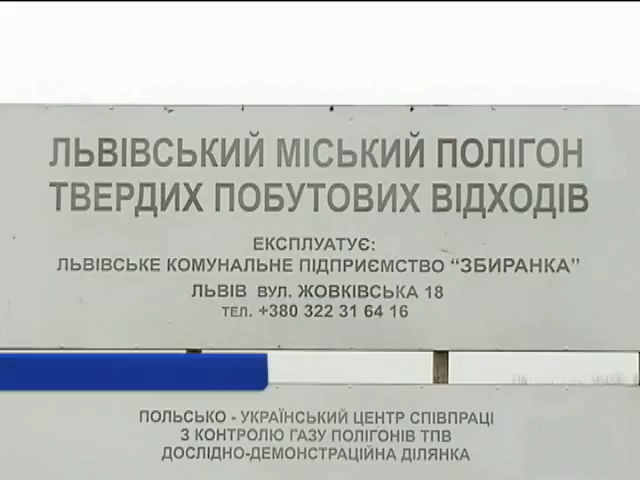 ЛЬВІВСЬКИЙ МІСЬКИЙ ПОЛІГОН
ТВЕРДИХ ПОБУТОВИХ ВІДХОДІВ
ЕКСПЛУАТУЄ:
ЛЬВІВСЬКЕ КОМУНАЛЬНЕ ПІДПРИЄМСТВО “ЗБИРАНКА”
ЛЬВІВ ВУЛ. ЖОВКІВСЬКА 18
ТЕЛ. +380 322 31 64 16
ПОЛЬСЬКО - УКРАЇНСЬКИЙ ЦЕНТР СПІВПРАЦІ
З КОНТРОЛЮ ГАЗУ ПОЛІГОНІВ ТПВ
ДОСЛІДНО-ДЕМОНСТРАЦІЙНА ДІЛЯНКА